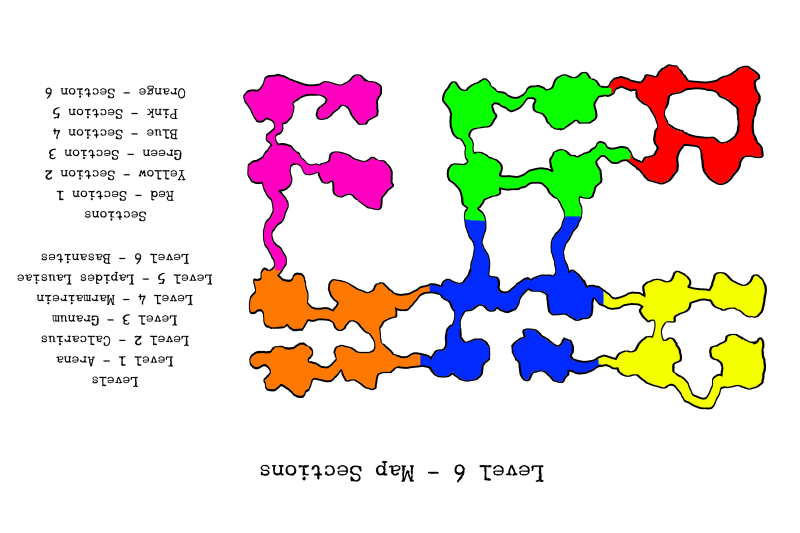 Level 6 - Map Sections
Levels
Level 1 - Arena
Level 2 - Calcarius
Level 3 - Granum
Level 4 - Marmairein
Level 5 - Lapides Lausiae
Level 6 - Basanites
Sections
Red - Section 1
Yellow - Section 2
Green - Section 3
Blue - Section 4
Pink - Section 5
Orange - Section 6